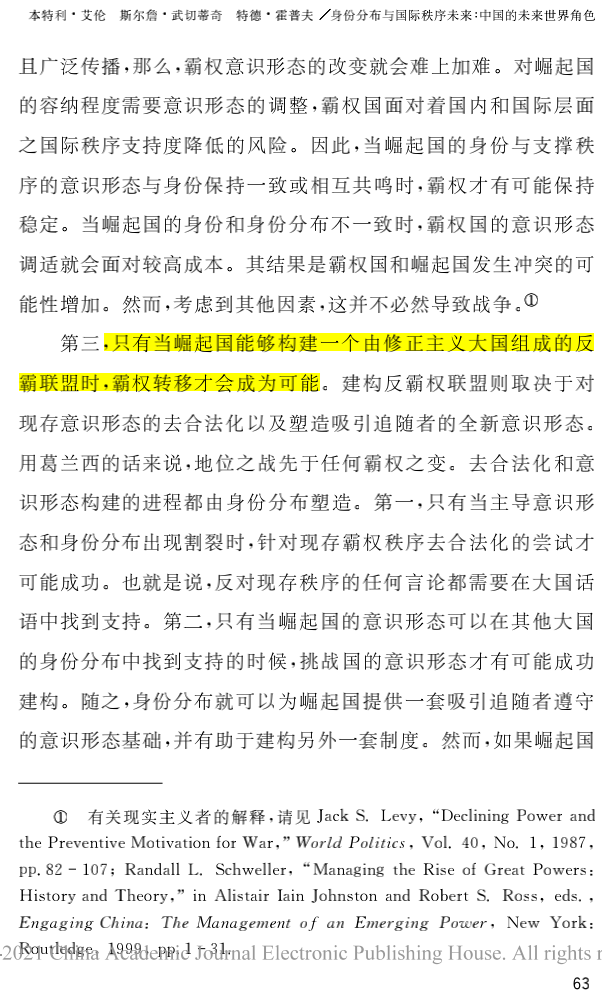 本特利·艾伦 斯尔詹·武切蒂奇 特德·霍普夫／身份分布与国际秩序未来：中国的未来世界角色
且广泛传播，那么，霸权意识形态的改变就会难上加难。对崛起国
的容纳程度需要意识形态的调整，霸权国面对着国内和国际层面
之国际秩序支持度降低的风险。因此，当崛起国的身份与支撑秩
序的意识形态与身份保持一致或相互共鸣时，霸权才有可能保持
稳定。当崛起国的身份和身份分布不一致时，霸权国的意识形态
调适就会面对较高成本。其结果是霸权国和崛起国发生冲突的可
能性增加。然而，考虑到其他因素，这并不必然导致战争。①
第三，只有当崛起国能够构建一个由修正主义大国组成的反
霸联盟时，霸权转移才会成为可能。建构反霸权联盟则取决于对
现存意识形态的去合法化以及塑造吸引追随者的全新意识形态。
用葛兰西的话来说，地位之战先于任何霸权之变。去合法化和意
识形态构建的进程都由身份分布塑造。第一，只有当主导意识形
态和身份分布出现割裂时，针对现存霸权秩序去合法化的尝试才
可能成功。也就是说，反对现存秩序的任何言论都需要在大国话
语中找到支持。第二，只有当崛起国的意识形态可以在其他大国
的身份分布中找到支持的时候，挑战国的意识形态才有可能成功
建构。随之，身份分布就可以为崛起国提供一套吸引追随者遵守
的意识形态基础，并有助于建构另外一套制度。然而，如果崛起国
① 有关现实主义者的解释，请见 Jack S. Levy, “Declining Power and
the Preventive Motivation for War,” World Politics, Vol. 40, No. 1, 1987,
pp. 82-107; Randall L. Schweller, “Managing the Rise of Great Powers:
History and Theory,” in Alistair Iain Johnston and Robert S. Ross, eds.,
Engaging China: The Management of an Emerging Power, New York:
Routledge, 1999, pp. 1-31.
-2021 China Academic Journal Electronic Publishing House. All rights r
63